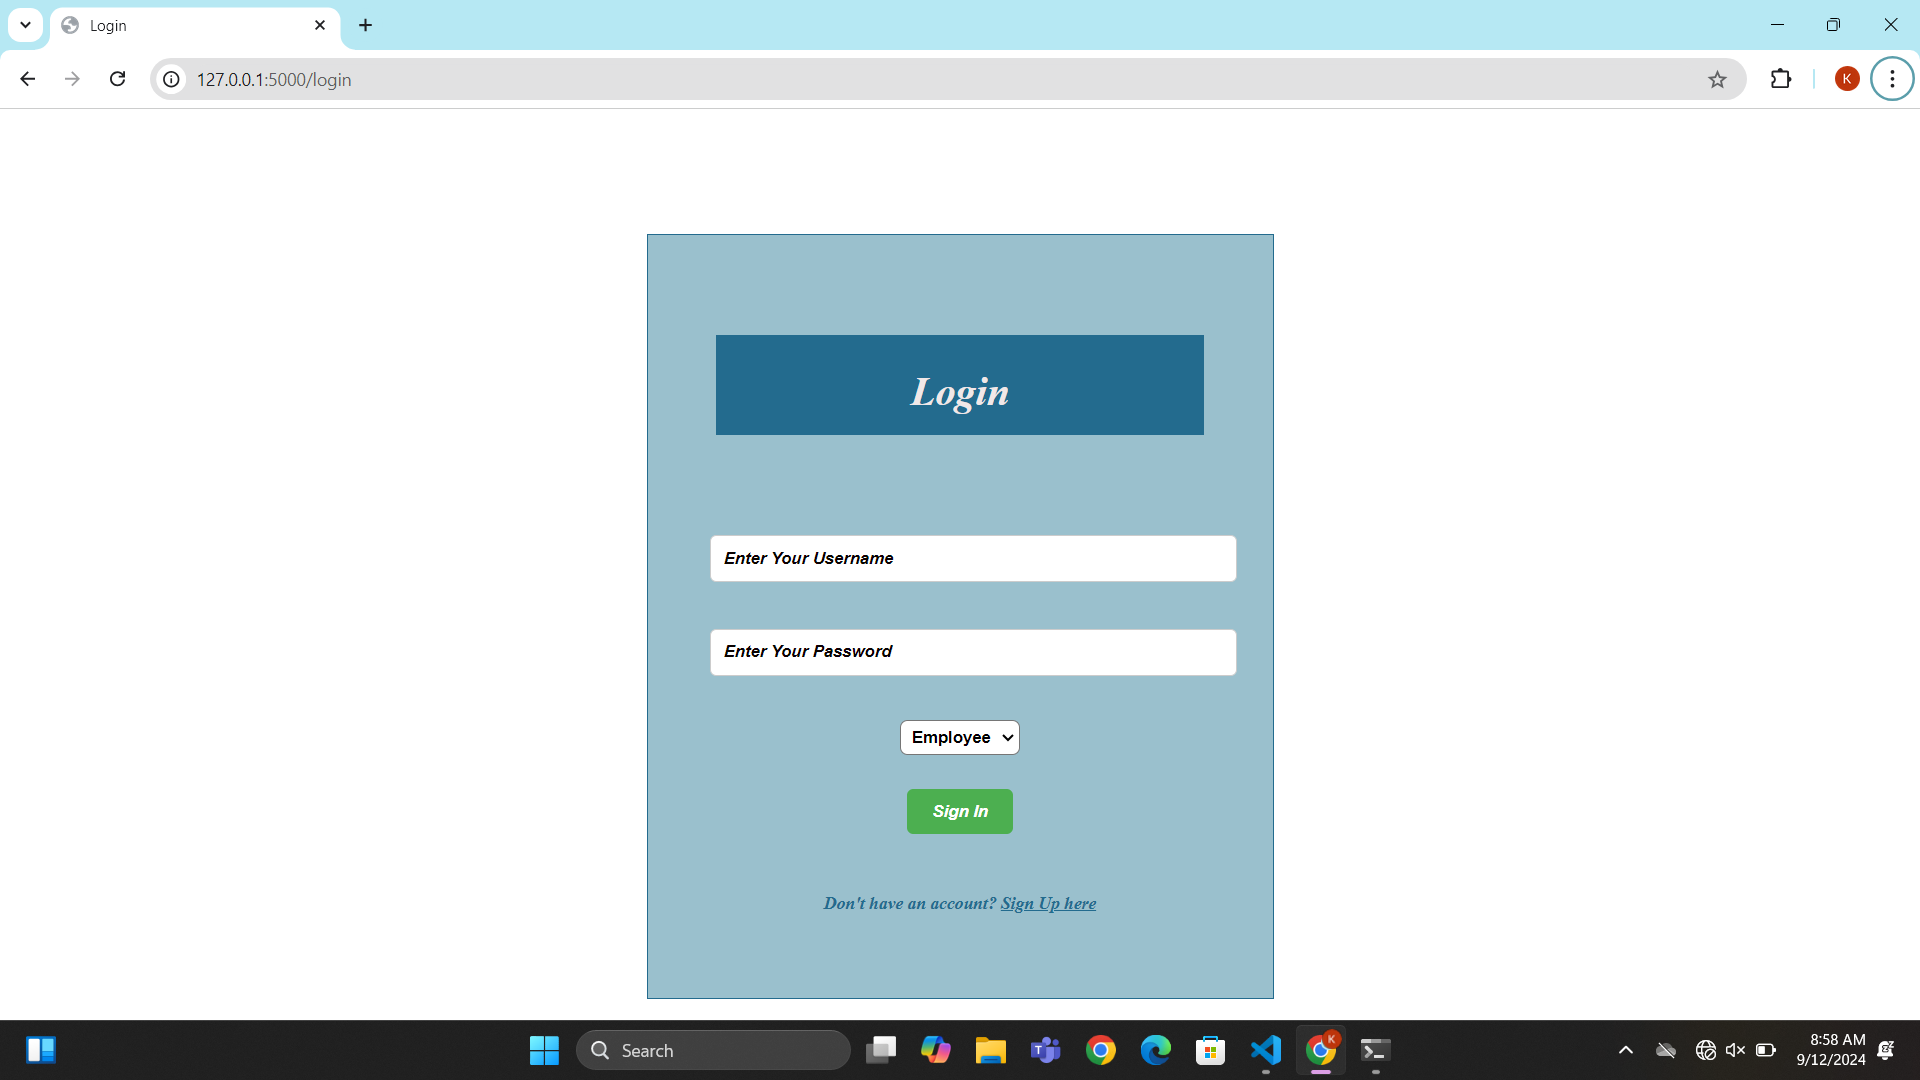 Login
127.0.0.1:5000/login
K
Login
Enter Your Username
Enter Your Password
Employee
Sign In
Don't have an account? Sign Up here
Search
T
K
8:58 AM
9/12/2024